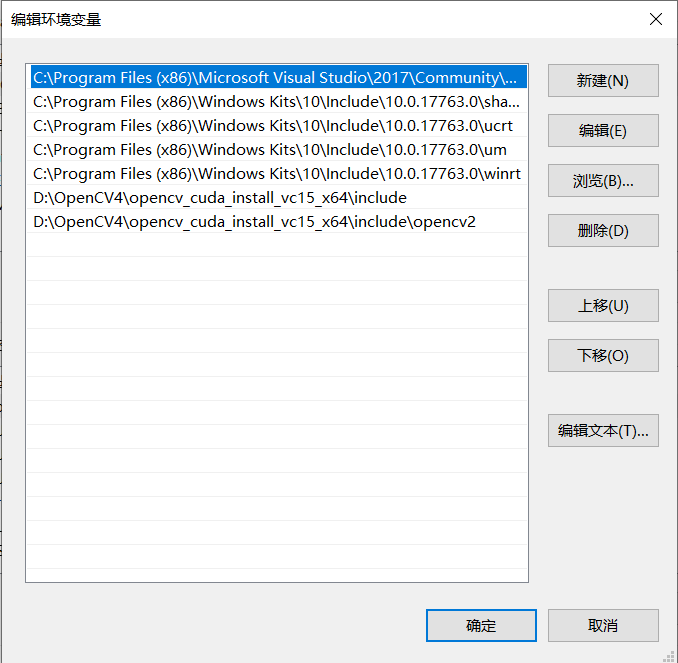 编辑环境变量
C:\Program Files (x86)\Microsoft Visual Studio\2017\Community\...
C:\Program Files (x86)\Windows Kits\10\Include\10.0.17763.0\sha...
C:\Program Files (x86)\Windows Kits\10\Include\10.0.17763.0\ucrt
C:\Program Files (x86)\Windows Kits\10\Include\10.0.17763.0\um
C:\Program Files (x86)\Windows Kits\10\Include\10.0.17763.0\winrt
D:\OpenCV4\opencv_cuda_install_vc15_x64\include
D:\OpenCV4\opencv_cuda_install_vc15_x64\include\opencv2
新建(N)
编辑(E)
浏览(B)...
删除(D)
上移(U)
下移(O)
编辑文本(T)...
确定
取消